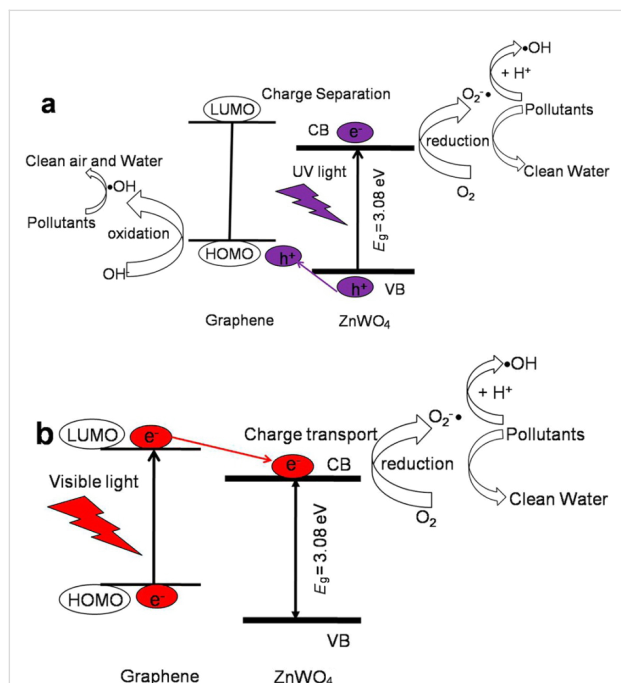 a
LUMO
Charge Separation
CB
e⁻
UV light
E_g = 3.08 eV
HOMO
h⁺
h⁺
VB
Graphene
ZnWO₄
Clean air and Water
•OH
Pollutants
oxidation
OH⁻
O₂⁻•
reduction
O₂
•OH
+ H⁺
Pollutants
Clean Water
b
LUMO
e⁻
Charge transport
e⁻
CB
Visible light
E_g = 3.08 eV
HOMO
e⁻
VB
Graphene
ZnWO₄
O₂⁻•
reduction
O₂
•OH
+ H⁺
Pollutants
Clean Water